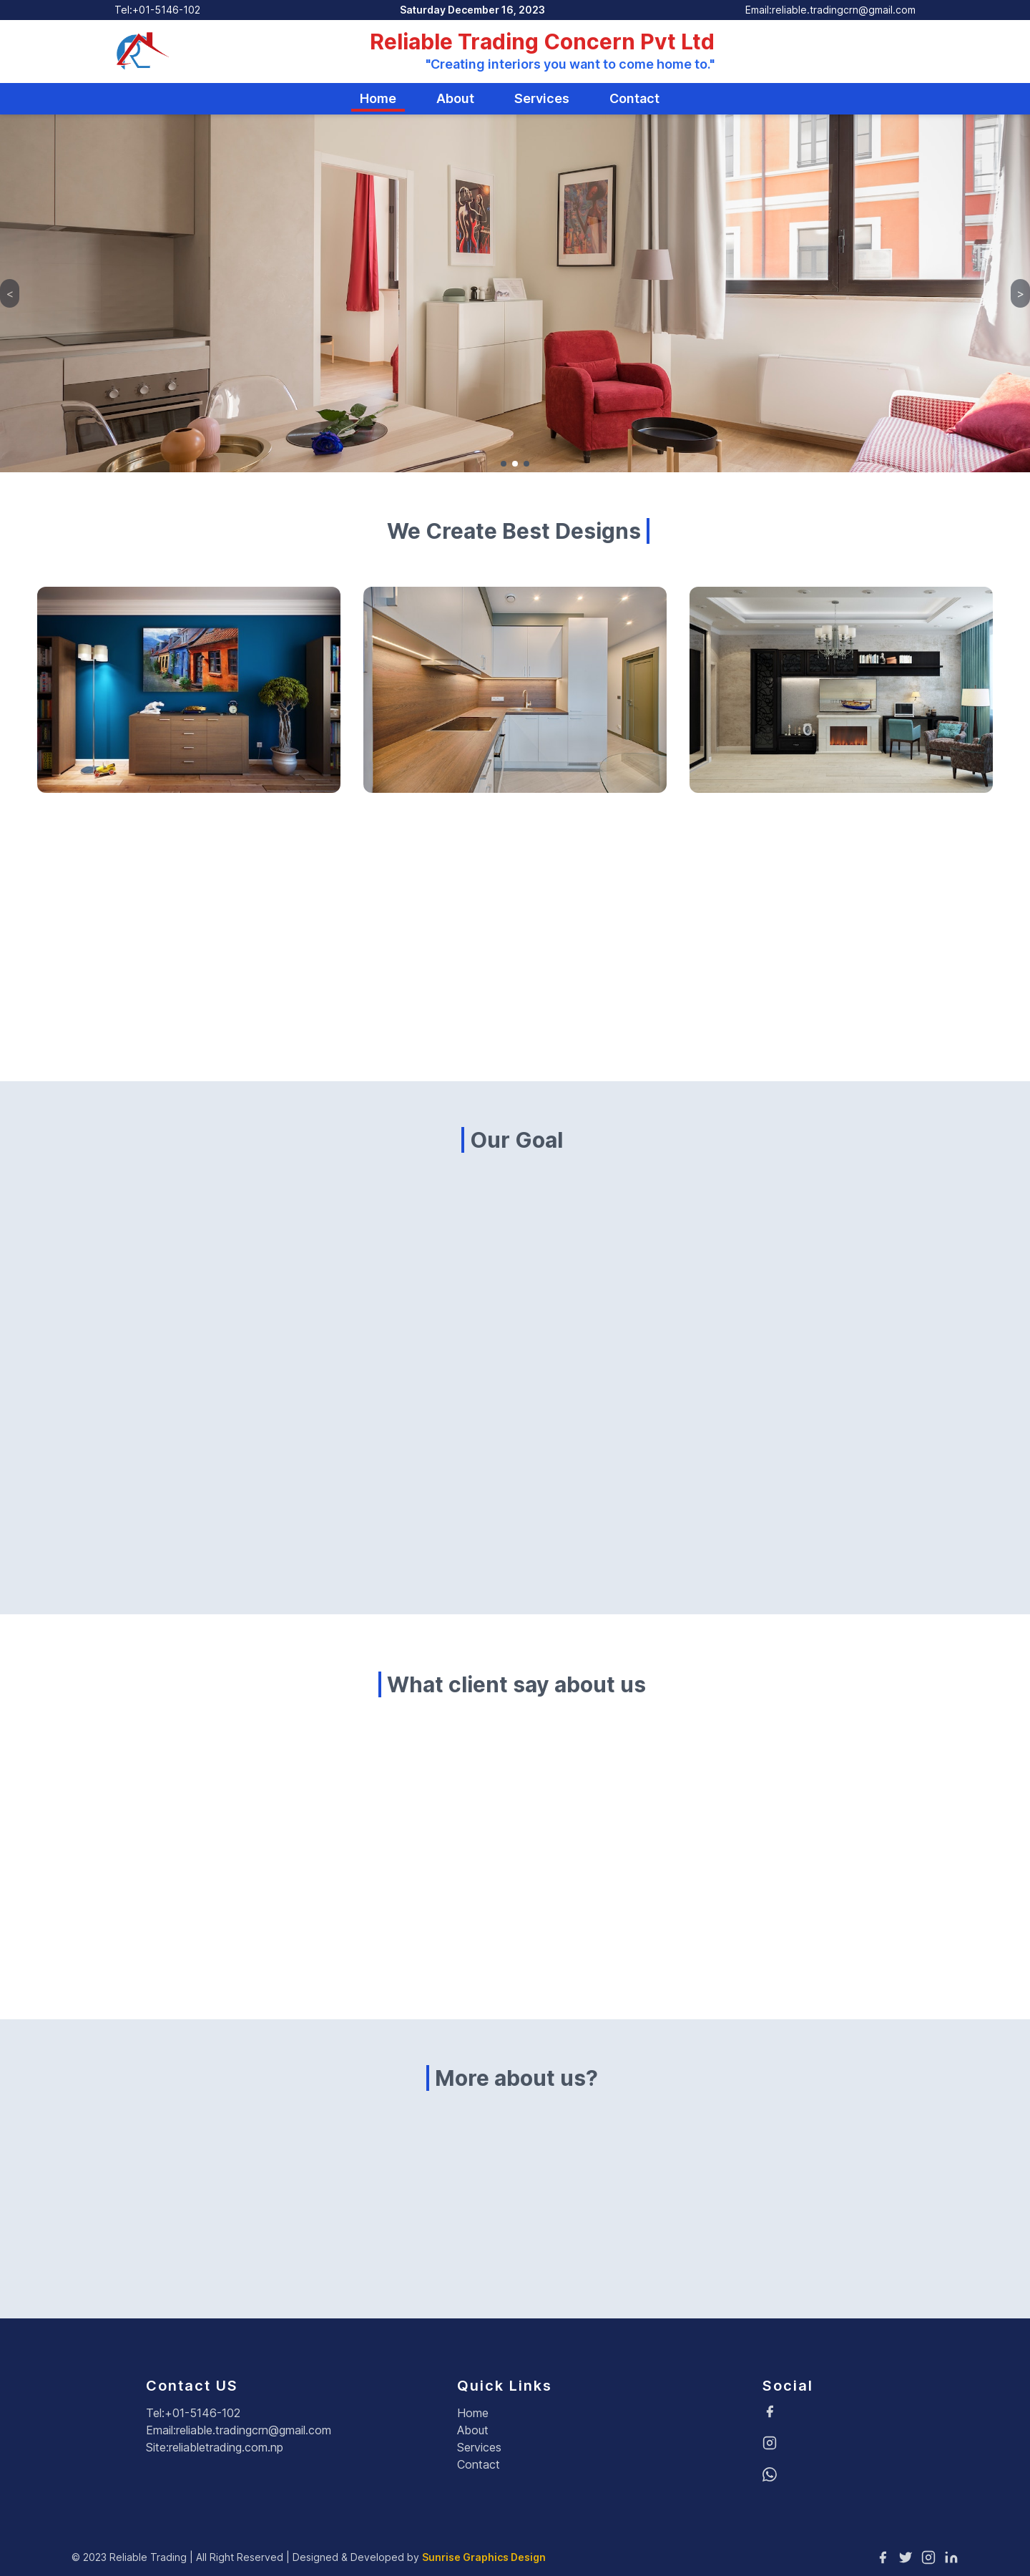 Tel:+01-5146-102
Saturday December 16, 2023
Email:reliable.tradingcrn@gmail.com
Reliable Trading Concern Pvt Ltd
"Creating interiors you want to come home to."
Home
About
Services
Contact
<
>
We Create Best Designs
Our Goal
What client say about us
More about us?
Contact US
Tel:+01-5146-102
Email:reliable.tradingcrn@gmail.com
Site:reliabletrading.com.np
Quick Links
Home
About
Services
Contact
Social
© 2023 Reliable Trading | All Right Reserved | Designed & Developed by Sunrise Graphics Design